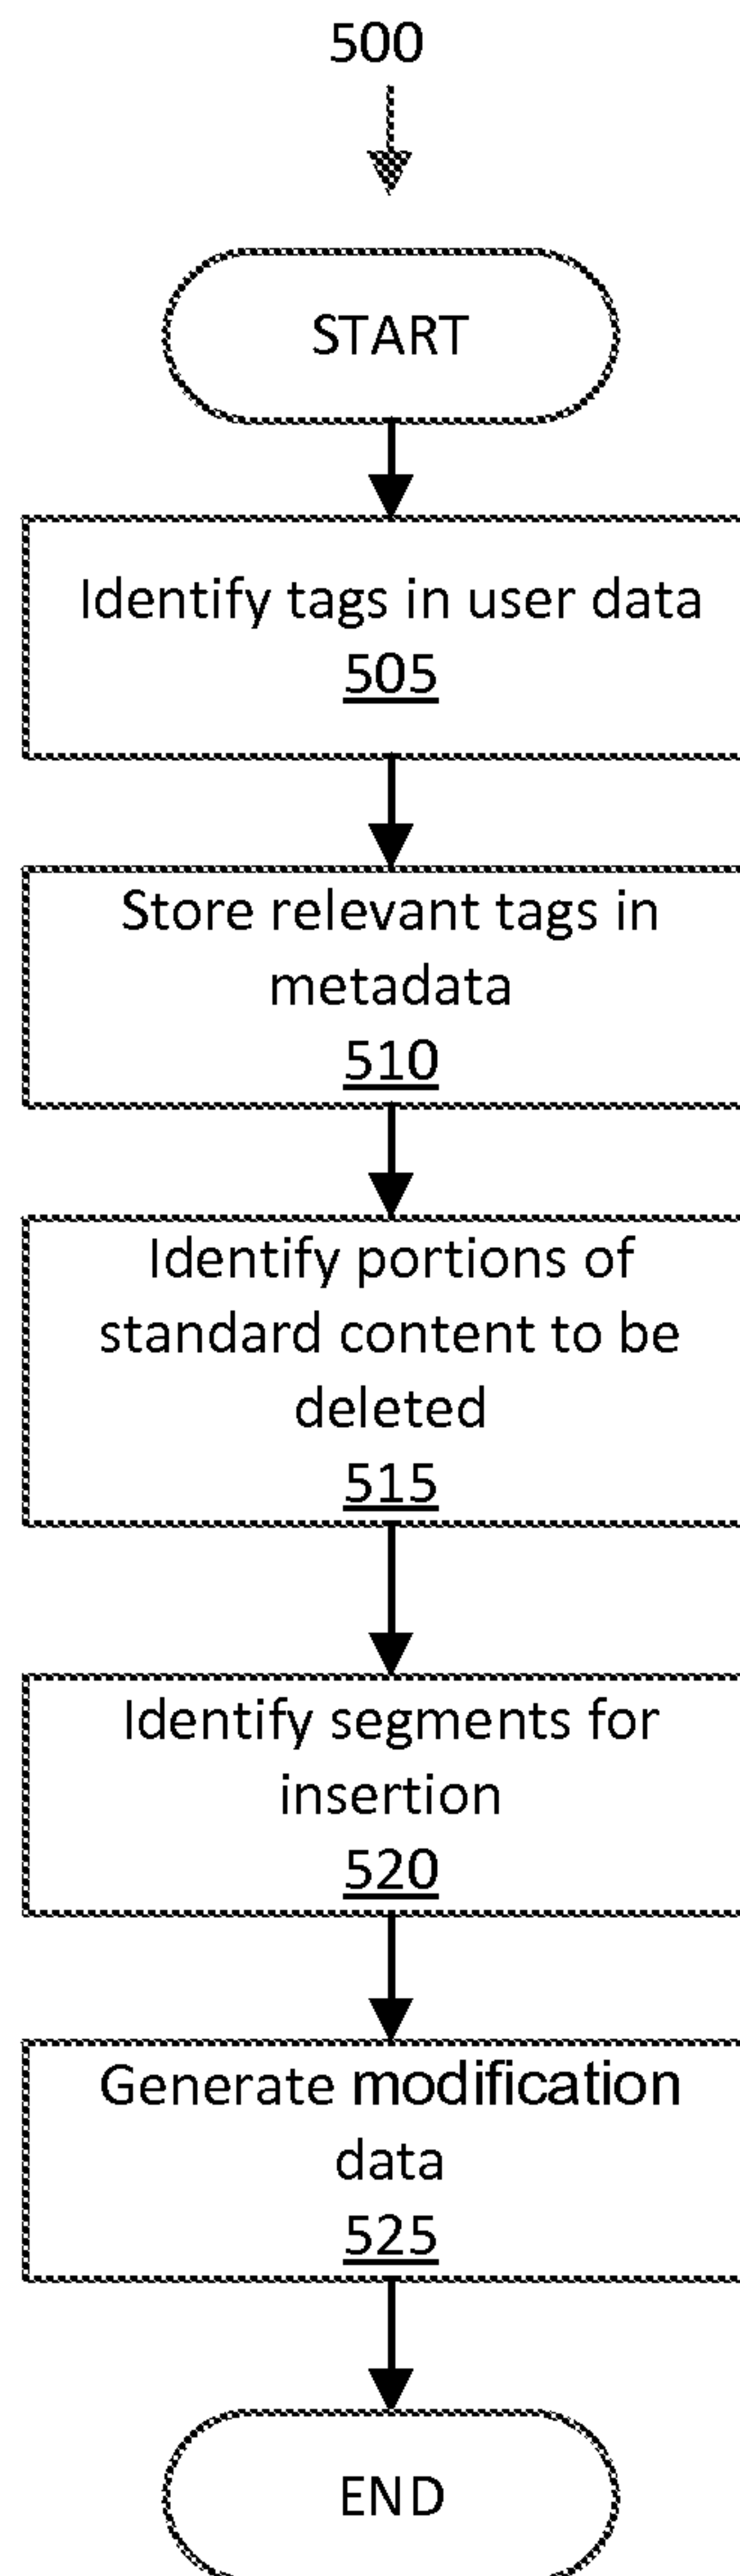 500
START
Identify tags in user data
505
Store relevant tags in
metadata
510
Identify portions of
standard content to be
deleted
515
Identify segments for
insertion
520
Generate modification
data
525
END